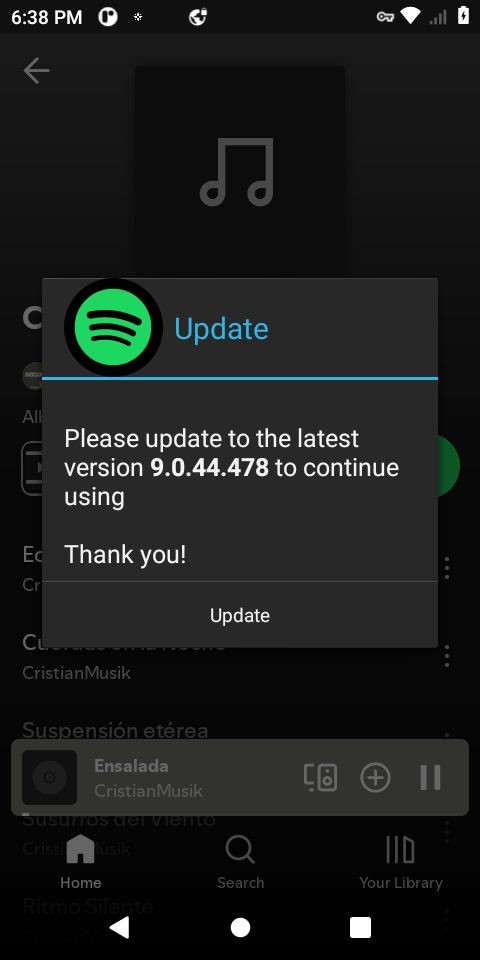 6:38 PM
Update
Please update to the latest
version 9.0.44.478 to continue
using
Thank you!
Update
CristianMusik
Suspensión etérea
Ensalada
CristianMusik
Susurros del Viento
Home
Search
Your Library
Ritmo Silente